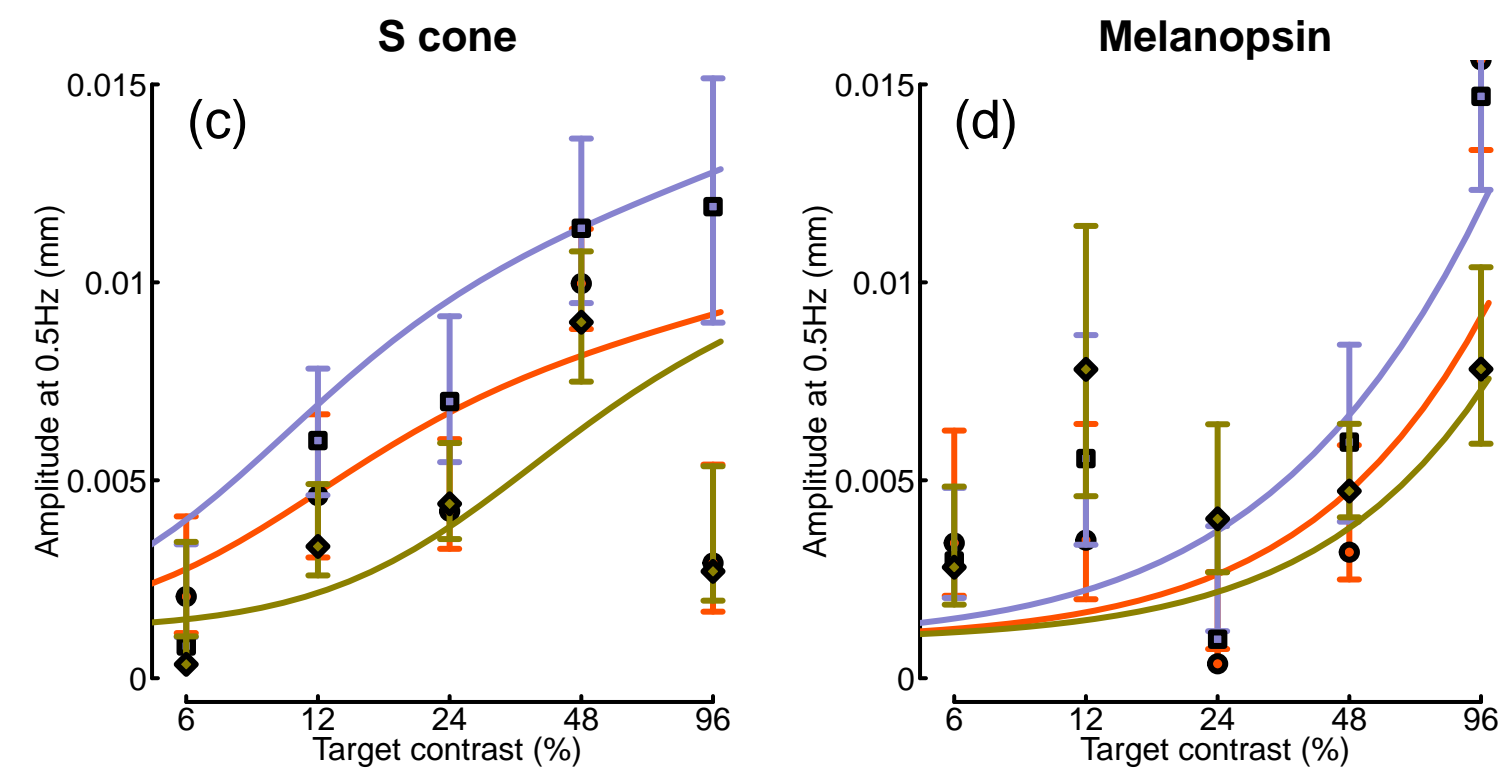 S cone
Melanopsin
(c)
(d)
Amplitude at 0.5Hz (mm)
0.015
0.01
0.005
0
6 12 24 48 96
Target contrast (%)
Amplitude at 0.5Hz (mm)
0.015
0.01
0.005
0
6 12 24 48 96
Target contrast (%)